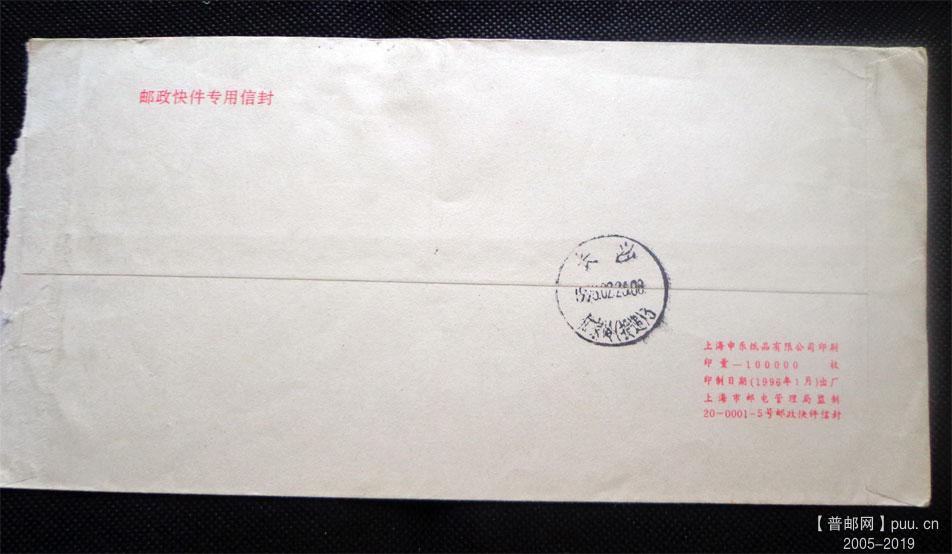 邮政快件专用信封
上海申乐纸品有限公司印刷
印量—100000 枚
印制日期(1996年1月)出厂
上海市邮电管理局监制
20-0001-5号邮政快件信封
【普邮网】puu.cn
2005-2019